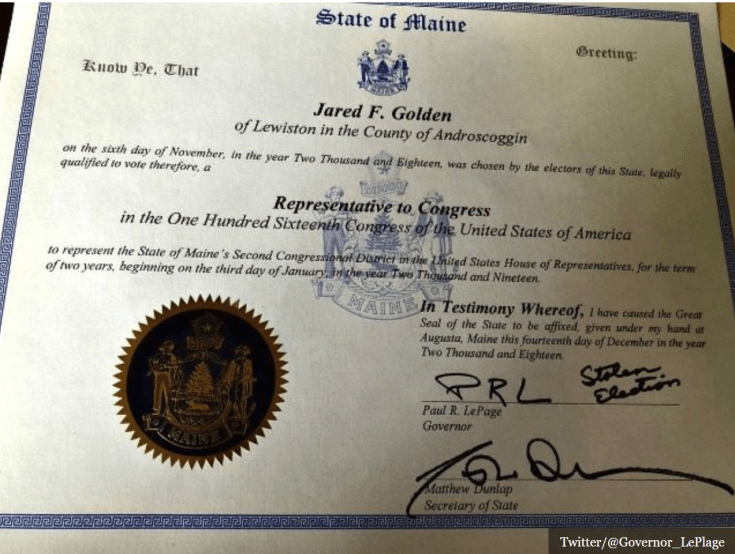 State of Maine
Know Ye, That
Greeting:
MAINE
Jared F. Golden
of Lewiston in the County of Androscoggin
on the sixth day of November, in the year Two Thousand and Eighteen, was chosen by the electors of this State, legally
qualified to vote therefore, a
Representative to Congress
in the One Hundred Sixteenth Congress of the United States of America
to represent the State of Maine's Second Congressional District in the United States House of Representatives, for the term
of two years, beginning on the third day of January, in the year Two Thousand and Nineteen.
MAINE
In Testimony Whereof, I have caused the Great
Seal of the State to be affixed, given under my hand at
Augusta, Maine this fourteenth day of December in the year
Two Thousand and Eighteen.
PRL
Stolen
Election
Paul R. LePage
Governor
MAINE
Matthew Dunlap
Secretary of State
Twitter/@Governor_LePlage